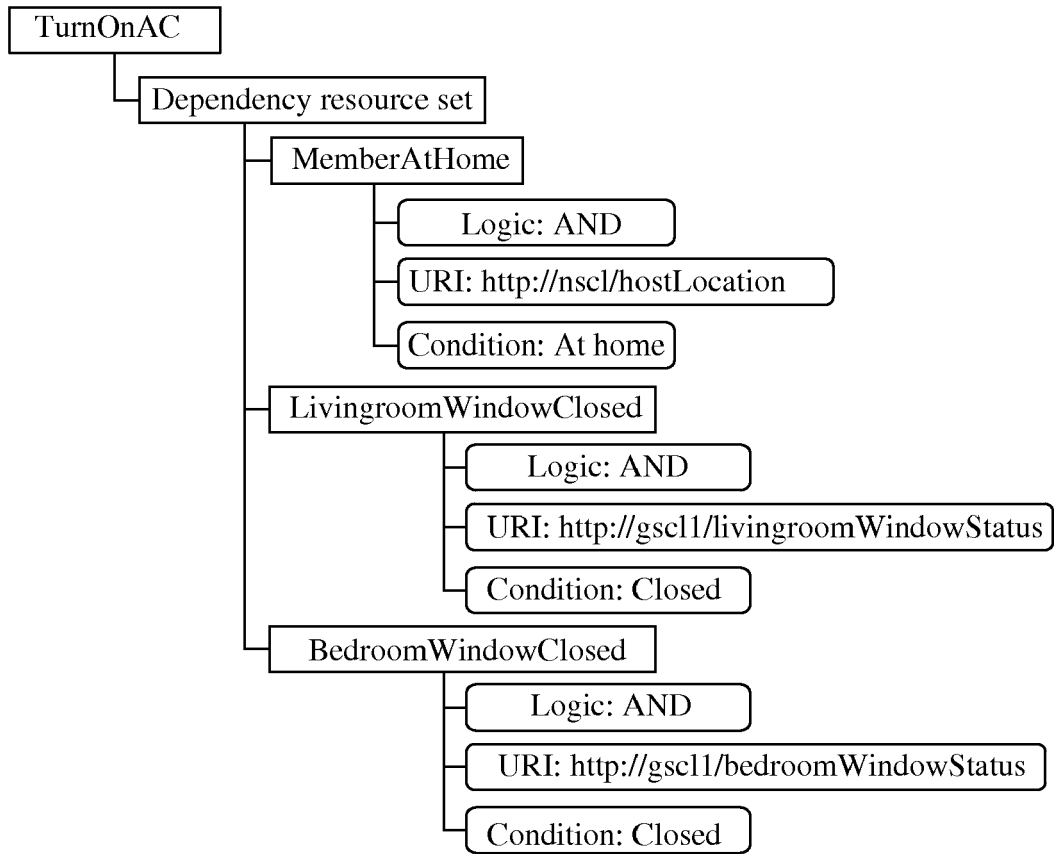 TurnOnAC
Dependency resource set
MemberAtHome
Logic: AND
URI: http://nscl/hostLocation
Condition: At home
LivingroomWindowClosed
Logic: AND
URI: http://gscl1/livingroomWindowStatus
Condition: Closed
BedroomWindowClosed
Logic: AND
URI: http://gscl1/bedroomWindowStatus
Condition: Closed